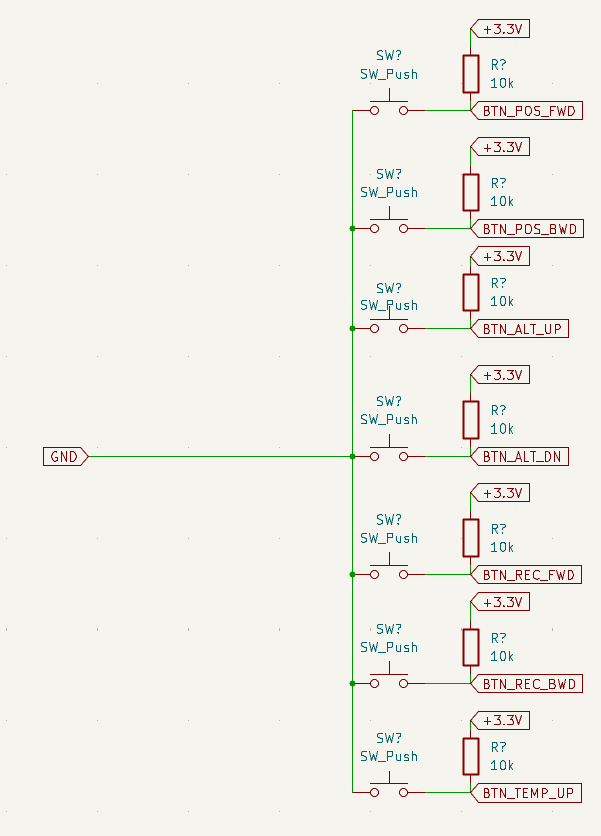 +3.3V
SW?
SW_Push
R?
10k
BTN_POS_FWD
+3.3V
SW?
SW_Push
R?
10k
BTN_POS_BWD
+3.3V
SW?
SW_Push
R?
10k
BTN_ALT_UP
+3.3V
SW?
SW_Push
R?
10k
GND
BTN_ALT_DN
+3.3V
SW?
SW_Push
R?
10k
BTN_REC_FWD
+3.3V
SW?
SW_Push
R?
10k
BTN_REC_BWD
+3.3V
SW?
SW_Push
R?
10k
BTN_TEMP_UP